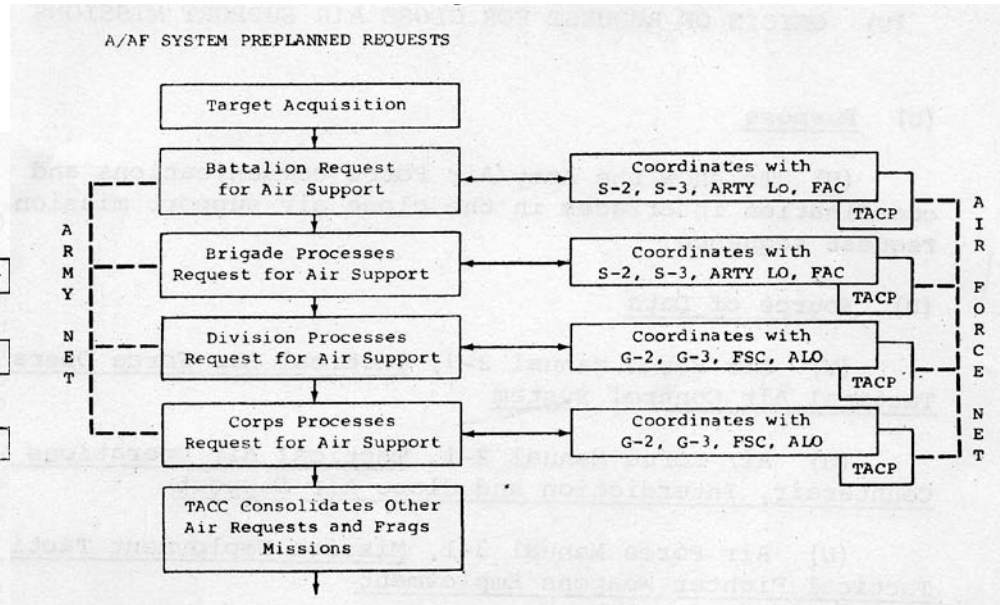 A/AF SYSTEM PREPLANNED REQUESTS
Target Acquisition
Battalion Requests
for Air Support
Coordinates with
S-2, S-3, ARTY LO, FAC
TACP
Brigade Processes
Request for Air Support
Coordinates with
S-2, S-3, ARTY LO, FAC
TACP
Division Processes
Request for Air Support
Coordinates with
G-2, G-3, FSC, ALO
TACP
Corps Processes
Request for Air Support
Coordinates with
G-2, G-3, FSC, ALO
TACP
TACC Consolidates Other
Air Requests and Frags
Missions
ARMY NET
AIR FORCE NET